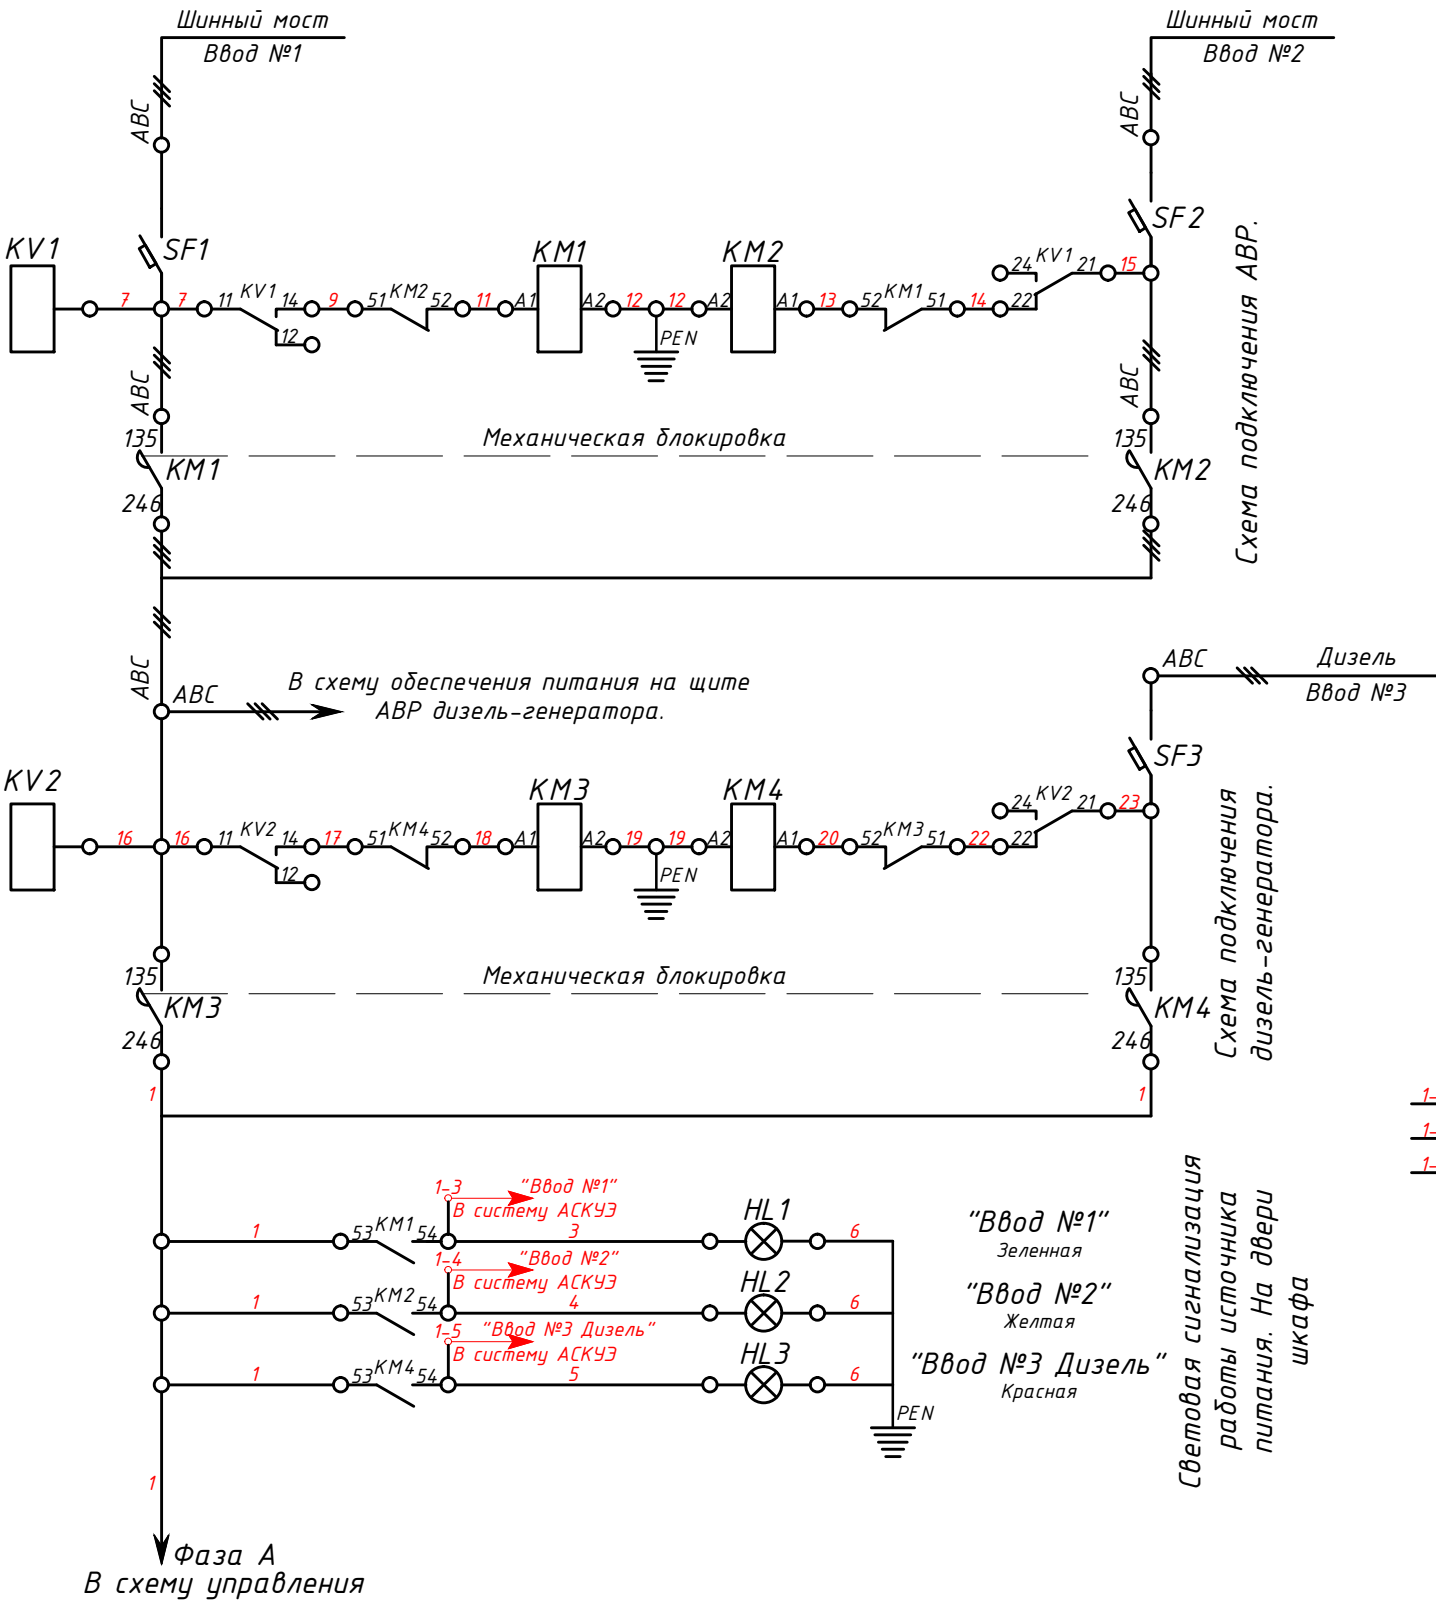 Шинный мост
Ввод №1
Шинный мост
Ввод №2
ABC
ABC
KV1
SF1
KM1
KM2
SF2
7
7
11
KV1
14
12
9
51
KM2
52
11
A1
A2
12
12
A2
A1
13
52
KM1
51
14
22
24
KV1
21
15
PEN
ABC
ABC
Механическая блокировка
135
KM1
246
135
KM2
246
Схема подключения АВР.
ABC
ABC
В схему обеспечения питания на щите
АВР дизель-генератора.
ABC
Дизель
Ввод №3
KV2
KM3
KM4
SF3
16
16
11
KV2
14
12
17
51
KM4
52
18
A1
A2
19
19
A2
A1
20
52
KM3
51
22
22
24
KV2
21
23
PEN
Механическая блокировка
135
KM3
246
135
KM4
246
Схема подключения
дизель-генератора.
1
1
1-
1-
1-
1-3
"Ввод №1"
В систему АСКУЭ
1
53
KM1
54
3
HL1
6
"Ввод №1"
Зеленная
1-4
"Ввод №2"
В систему АСКУЭ
1
53
KM2
54
4
HL2
6
"Ввод №2"
Желтая
1-5
"Ввод №3 Дизель"
В систему АСКУЭ
1
53
KM4
54
5
HL3
6
"Ввод №3 Дизель"
Красная
PEN
Световая сигнализация
работы источника
питания. На двери
шкафа
1
Фаза А
В схему управления